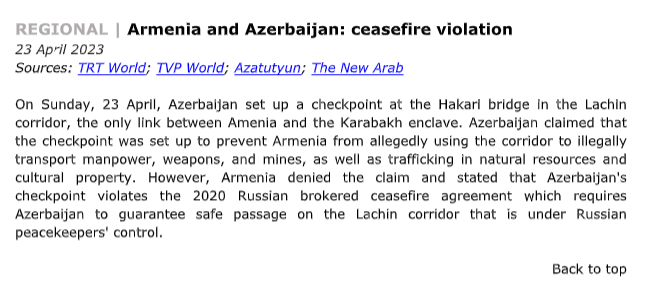 REGIONAL | Armenia and Azerbaijan: ceasefire violation
23 April 2023
Sources: TRT World; TVP World; Azatutyun; The New Arab
On Sunday, 23 April, Azerbaijan set up a checkpoint at the Hakari bridge in the Lachin
corridor, the only link between Amenia and the Karabakh enclave. Azerbaijan claimed that
the checkpoint was set up to prevent Armenia from allegedly using the corridor to illegally
transport manpower, weapons, and mines, as well as trafficking in natural resources and
cultural property. However, Armenia denied the claim and stated that Azerbaijan's
checkpoint violates the 2020 Russian brokered ceasefire agreement which requires
Azerbaijan to guarantee safe passage on the Lachin corridor that is under Russian
peacekeepers' control.
Back to top